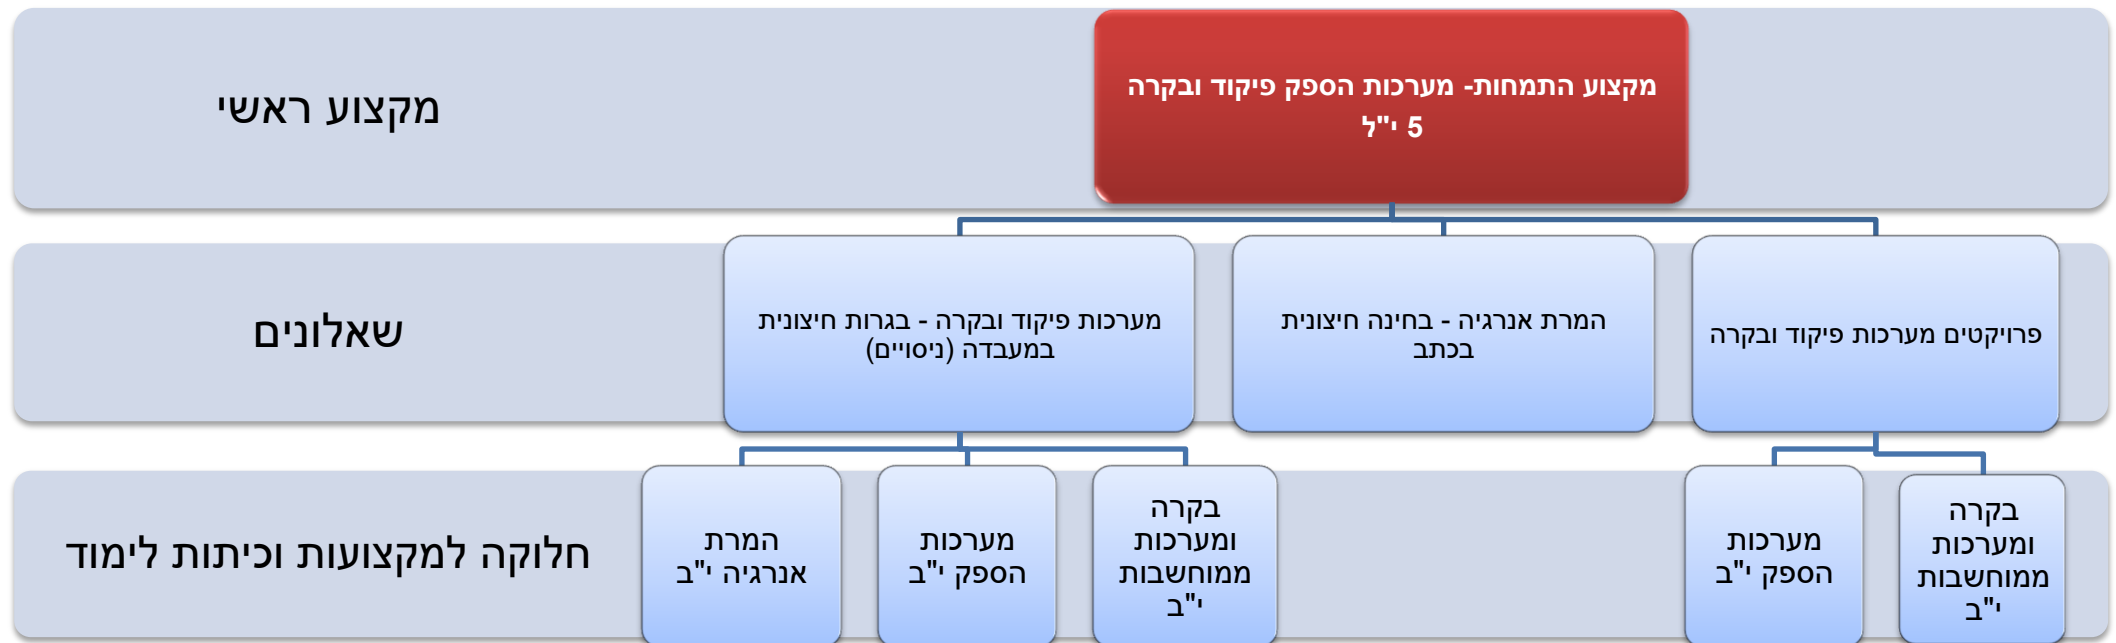 מקצוע ראשי
מקצוע התמחות- מערכות הספק פיקוד ובקרה
5 י"ל
שאלונים
פרויקטים מערכות פיקוד ובקרה
המרת אנרגיה - בחינה חיצונית
בכתב
מערכות פיקוד ובקרה - בגרות חיצונית
במעבדה (ניסויים)
חלוקה למקצועות וכיתות לימוד
בקרה
ומערכות
ממוחשבות
י"ב
מערכות
הספק י"ב
בקרה
ומערכות
ממוחשבות
י"ב
מערכות
הספק י"ב
המרת
אנרגיה י"ב